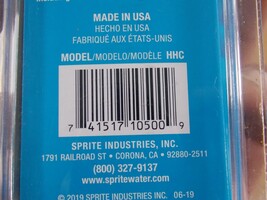 MADE IN USA
HECHO EN USA
FABRIQUÉ AUX ÉTATS-UNIS
MODEL/MODELO/MODÈLE HHC
7 41517 10500 9
SPRITE INDUSTRIES, INC.
1791 RAILROAD ST • CORONA, CA • 92880-2511
(800) 327-9137
www.spritewater.com
© 2019 SPRITE INDUSTRIES INC. 06-19